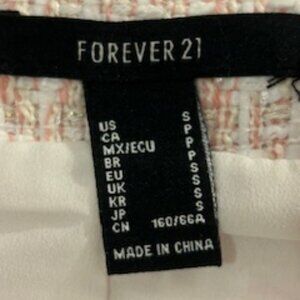 FOREVER 21
US S
CA P
MX/ECU P
BR P
EU S
UK S
KR S
JP S
CN 160/66A
MADE IN CHINA